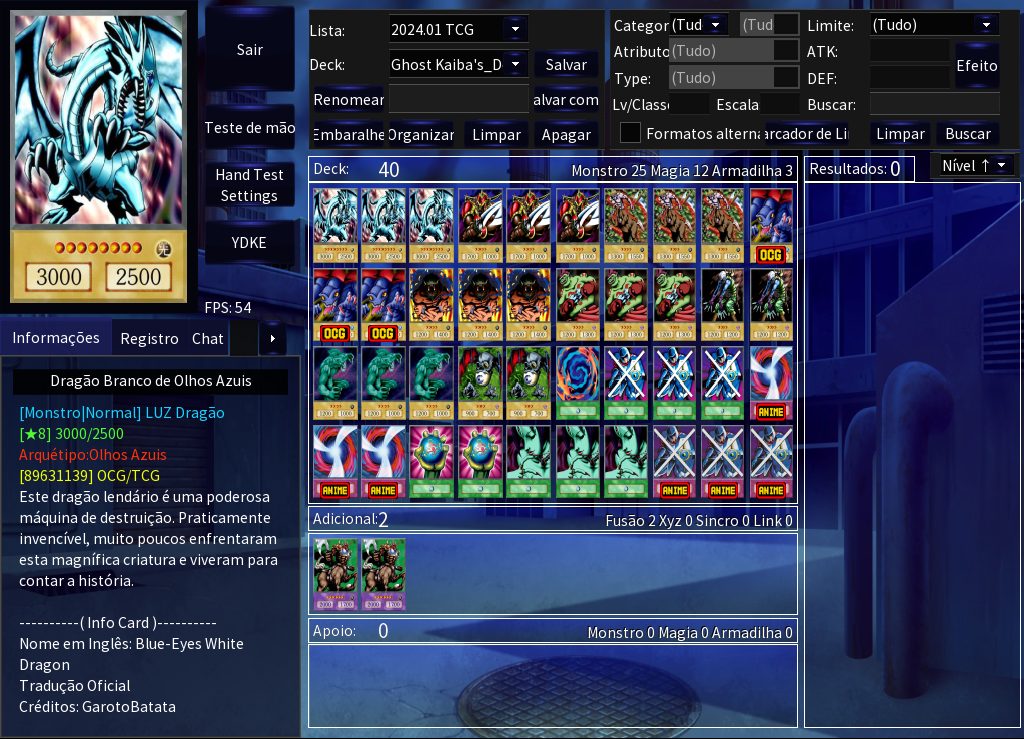 3000 2500
Sair
Teste de mão
Hand Test
Settings
YDKE
FPS: 54
Lista: 2024.01 TCG
Deck: Ghost Kaiba's_D Salvar
Renomear alvar com
Embaralhe Organizar Limpar Apagar
Categor (Tud (Tud Limite: (Tudo)
Atributo (Tudo) ATK:
Efeito
Type: (Tudo) DEF:
Lv/Classe Escala Buscar:
Formatos alterna arcador de Li Limpar Buscar
Informações Registro Chat
Dragão Branco de Olhos Azuis
[Monstro|Normal] LUZ Dragão
[★8] 3000/2500
Arquétipo:Olhos Azuis
[89631139] OCG/TCG
Este dragão lendário é uma poderosa
máquina de destruição. Praticamente
invencível, muito poucos enfrentaram
esta magnífica criatura e viveram para
contar a história.
----------( Info Card )----------
Nome em Inglês: Blue-Eyes White
Dragon
Tradução Oficial
Créditos: GarotoBatata
Deck: 40 Monstro 25 Magia 12 Armadilha 3
OCG
OCG OCG
ANIME
ANIME ANIME ANIME ANIME ANIME
Adicional: 2 Fusão 2 Xyz 0 Sincro 0 Link 0
Apoio: 0 Monstro 0 Magia 0 Armadilha 0
Resultados: 0 Nível ↑